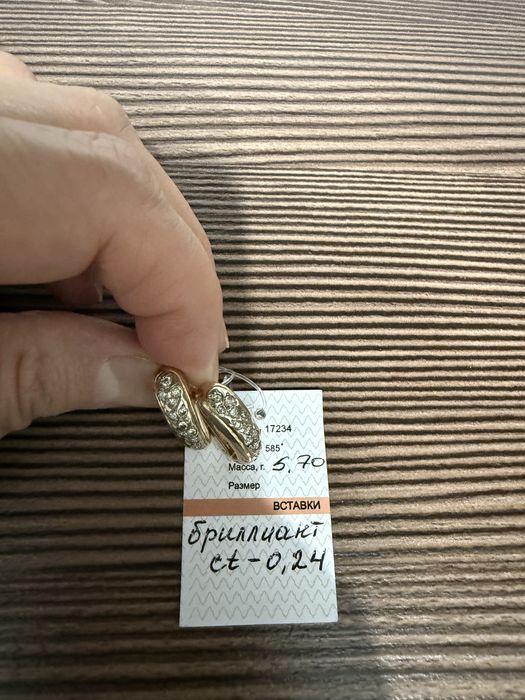 17234
585°
Масса, г. 5,70
Размер
ВСТАВКИ
бриллиант
ct-0,24